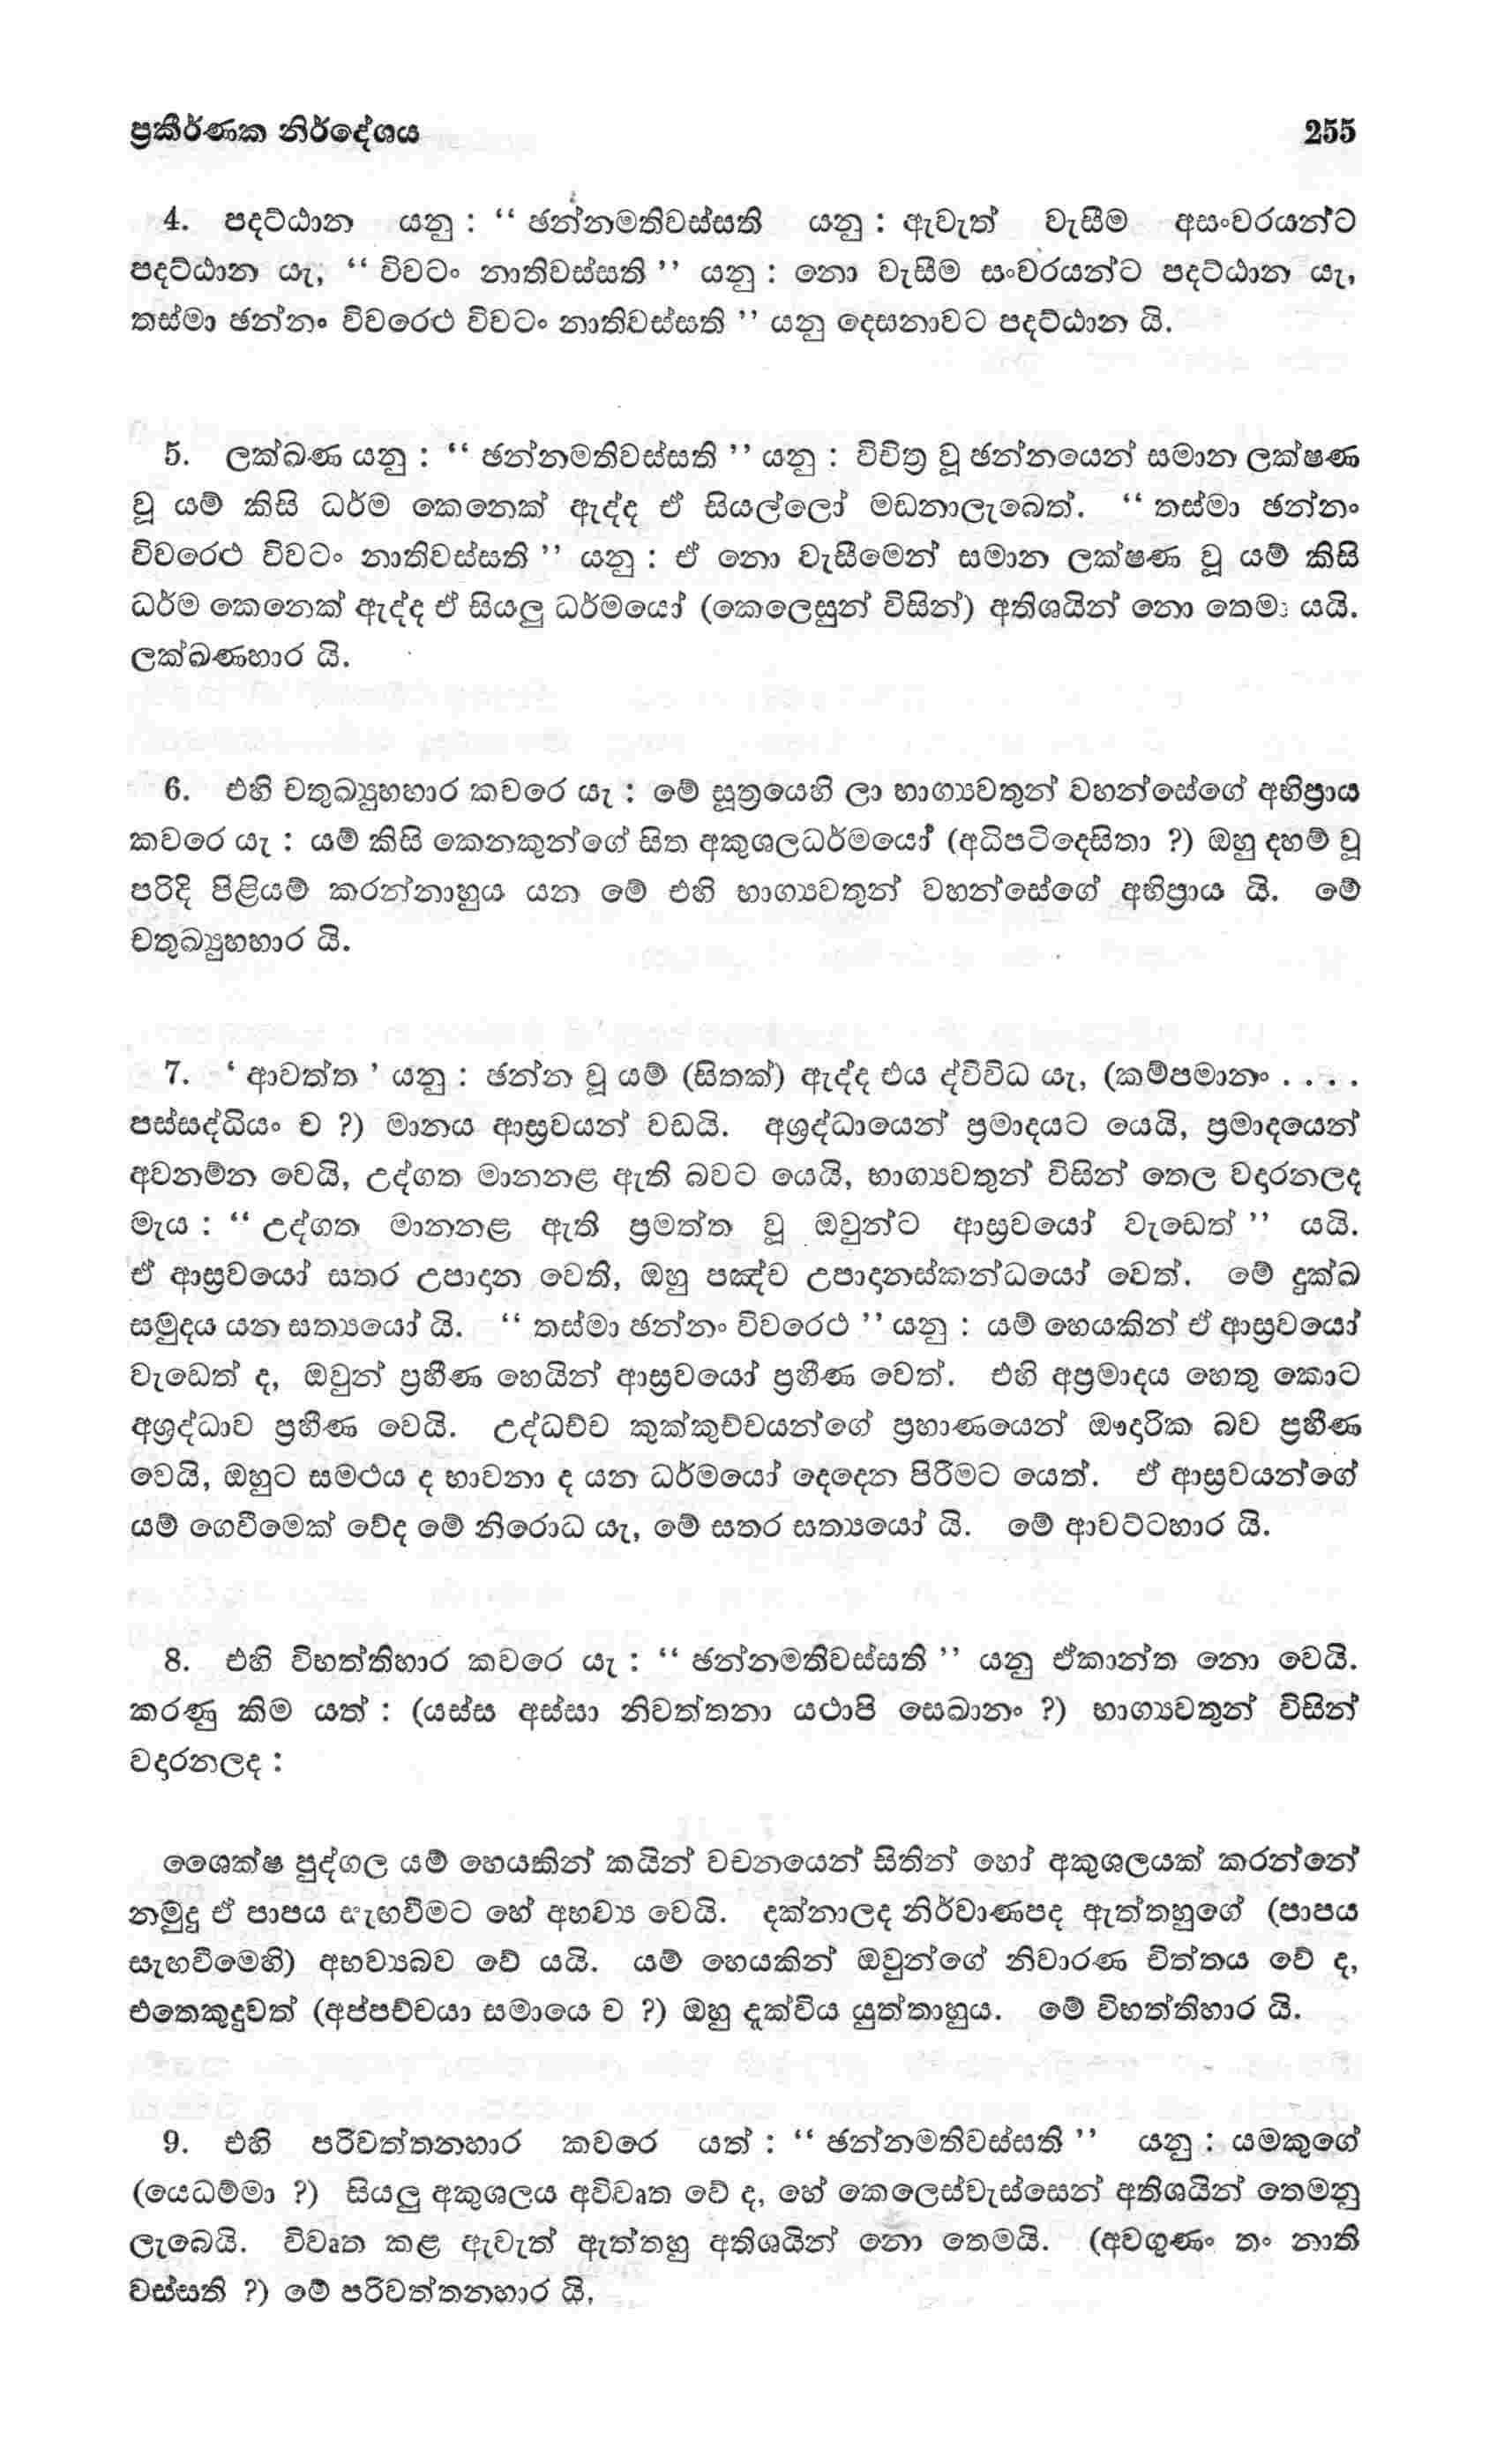 ප්‍රකීර්ණක නිර්දේශය 255
4. පදට්ඨාන යනු : “ ඡන්නමතිවස්සති යනු : ඇවැත් වැසීම අසංවරයන්ට
පදට්ඨාන යැ, “ විවටං නාතිවස්සති ” යනු : නො වැසීම සංවරයන්ට පදට්ඨාන යැ,
තස්මා ඡන්නං විවරෙථ විවටං නාතිවස්සති ” යනු දෙසනාවට පදට්ඨාන යි.
5. ලක්ඛණ යනු : “ ඡන්නමතිවස්සති ” යනු : විචිත්‍ර වූ ඡන්නයෙන් සමාන ලක්ෂණ
වූ යම් කිසි ධර්ම කෙනෙක් ඇද්ද ඒ සියල්ලෝ මඩනාලැබෙත්. “ තස්මා ඡන්නං
විවරෙථ විවටං නාතිවස්සති ” යනු : ඒ නො වැසීමෙන් සමාන ලක්ෂණ වූ යම් කිසි
ධර්ම කෙනෙක් ඇද්ද ඒ සියලු ධර්මයෝ (කෙලෙසුන් විසින්) අතිශයින් නො තෙමා යයි.
ලක්ඛණහාර යි.
6. එහි චතුබ්‍යුහහාර කවරෙ යැ : මේ සූත්‍රයෙහි ලා භාග්‍යවතුන් වහන්සේගේ අභිප්‍රාය
කවරෙ යැ : යම් කිසි කෙනකුන්ගේ සිත අකුශලධර්මයෝ (අධිපටිදෙසිතා ?) ඔහු දහම් වූ
පරිදි පිළියම් කරන්නාහුය යන මේ එහි භාග්‍යවතුන් වහන්සේගේ අභිප්‍රාය යි. මේ
චතුබ්‍යුහහාර යි.
7. ‘ ආවත්ත ’ යනු : ඡන්න වූ යම් (සිතක්) ඇද්ද එය ද්විවිධ යැ, (කම්පමානං . . . .
පස්සද්ධියං ච ?) මානය ආස්‍රවයන් වඩයි. අශ්‍රද්ධායෙන් ප්‍රමාදයට යෙයි, ප්‍රමාදයෙන්
අවනම්න වෙයි, උද්ගත මානනළ ඇති බවට යෙයි, භාග්‍යවතුන් විසින් තෙල වදාරනලද
මැය : “ උද්ගත මානනළ ඇති ප්‍රමත්ත වූ ඔවුන්ට ආස්‍රවයෝ වැඩෙත් ” යයි.
ඒ ආස්‍රවයෝ සතර උපාදාන වෙති, ඔහු පඤ්ච උපාදානස්කන්ධයෝ වෙත්. මේ දුක්ඛ
සමුදය යන සත්‍යයෝ යි. “ තස්මා ඡන්නං විවරෙථ ” යනු : යම් හෙයකින් ඒ ආස්‍රවයෝ
වැඩෙත් ද, ඔවුන් ප්‍රහීණ හෙයින් ආස්‍රවයෝ ප්‍රහීණ වෙත්. එහි අප්‍රමාදය හෙතු කොට
අශ්‍රද්ධාව ප්‍රහීණ වෙයි. උද්ධච්ච කුක්කුච්චයන්ගේ ප්‍රහාණයෙන් ඖදාරික බව ප්‍රහීණ
වෙයි, ඔහුට සමථය ද භාවනා ද යන ධර්මයෝ දෙදෙන පිරීමට යෙත්. ඒ ආස්‍රවයන්ගේ
යම් ගෙවීමෙක් වේද මේ නිරොධ යැ, මේ සතර සත්‍යයෝ යි. මේ ආවට්ටහාර යි.
8. එහි විභත්තිහාර කවරෙ යැ : “ ඡන්නමතිවස්සති ” යනු ඒකාන්ත නො වෙයි.
කරණු කිම යත් : (යස්ස අස්සා නිවත්තනා යථාපි සෙඛානං ?) භාග්‍යවතුන් විසින්
වදාරනලද :
ශෛක්ෂ පුද්ගල යම් හෙයකින් කයින් වචනයෙන් සිතින් හෝ අකුශලයක් කරන්නේ
නමුදු ඒ පාපය සැඟවීමට හේ අභව්‍ය වෙයි. දක්නාලද නිර්වාණපද ඇත්තහුගේ (පාපය
සැඟවීමෙහි) අභව්‍යබව වේ යයි. යම් හෙයකින් ඔවුන්ගේ නිවාරණ චිත්තය වේ ද,
එතෙකුදුවත් (අප්පච්චයා සමායෙ ච ?) ඔහු දැක්විය යුත්තාහුය. මේ විභත්තිහාර යි.
9. එහි පරිවත්තනහාර කවරෙ යත් : “ ඡන්නමතිවස්සති ” යනු : යමකුගේ
(යෙධම්මා ?) සියලු අකුශලය අවිවෘත වේ ද, හේ කෙලෙස්වැස්සෙන් අතිශයින් තෙමනු
ලැබෙයි. විවෘත කළ ඇවැත් ඇත්තහු අතිශයින් නො තෙමයි. (අවගුණං තං නාති
වස්සති ?) මේ පරිවත්තනහාර යි.